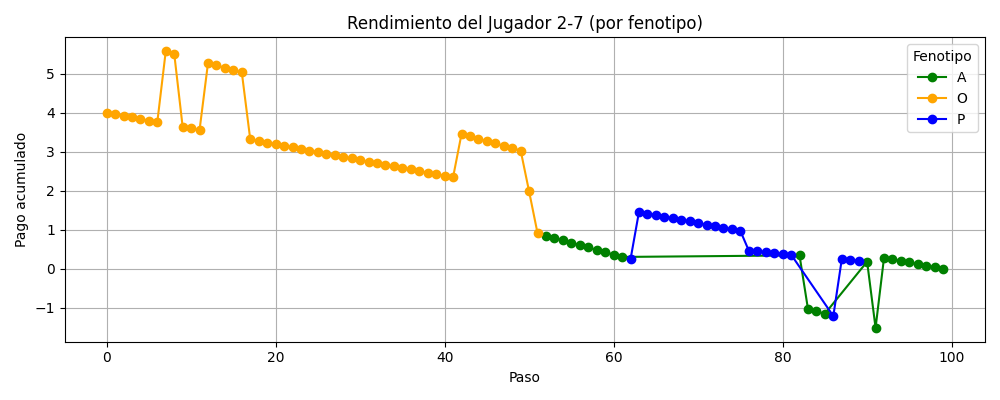 Rendimiento del Jugador 2-7 (por fenotipo)
Pago acumulado
5
4
3
2
1
0
−1
0
20
40
60
80
100
Paso
Fenotipo
A
O
P